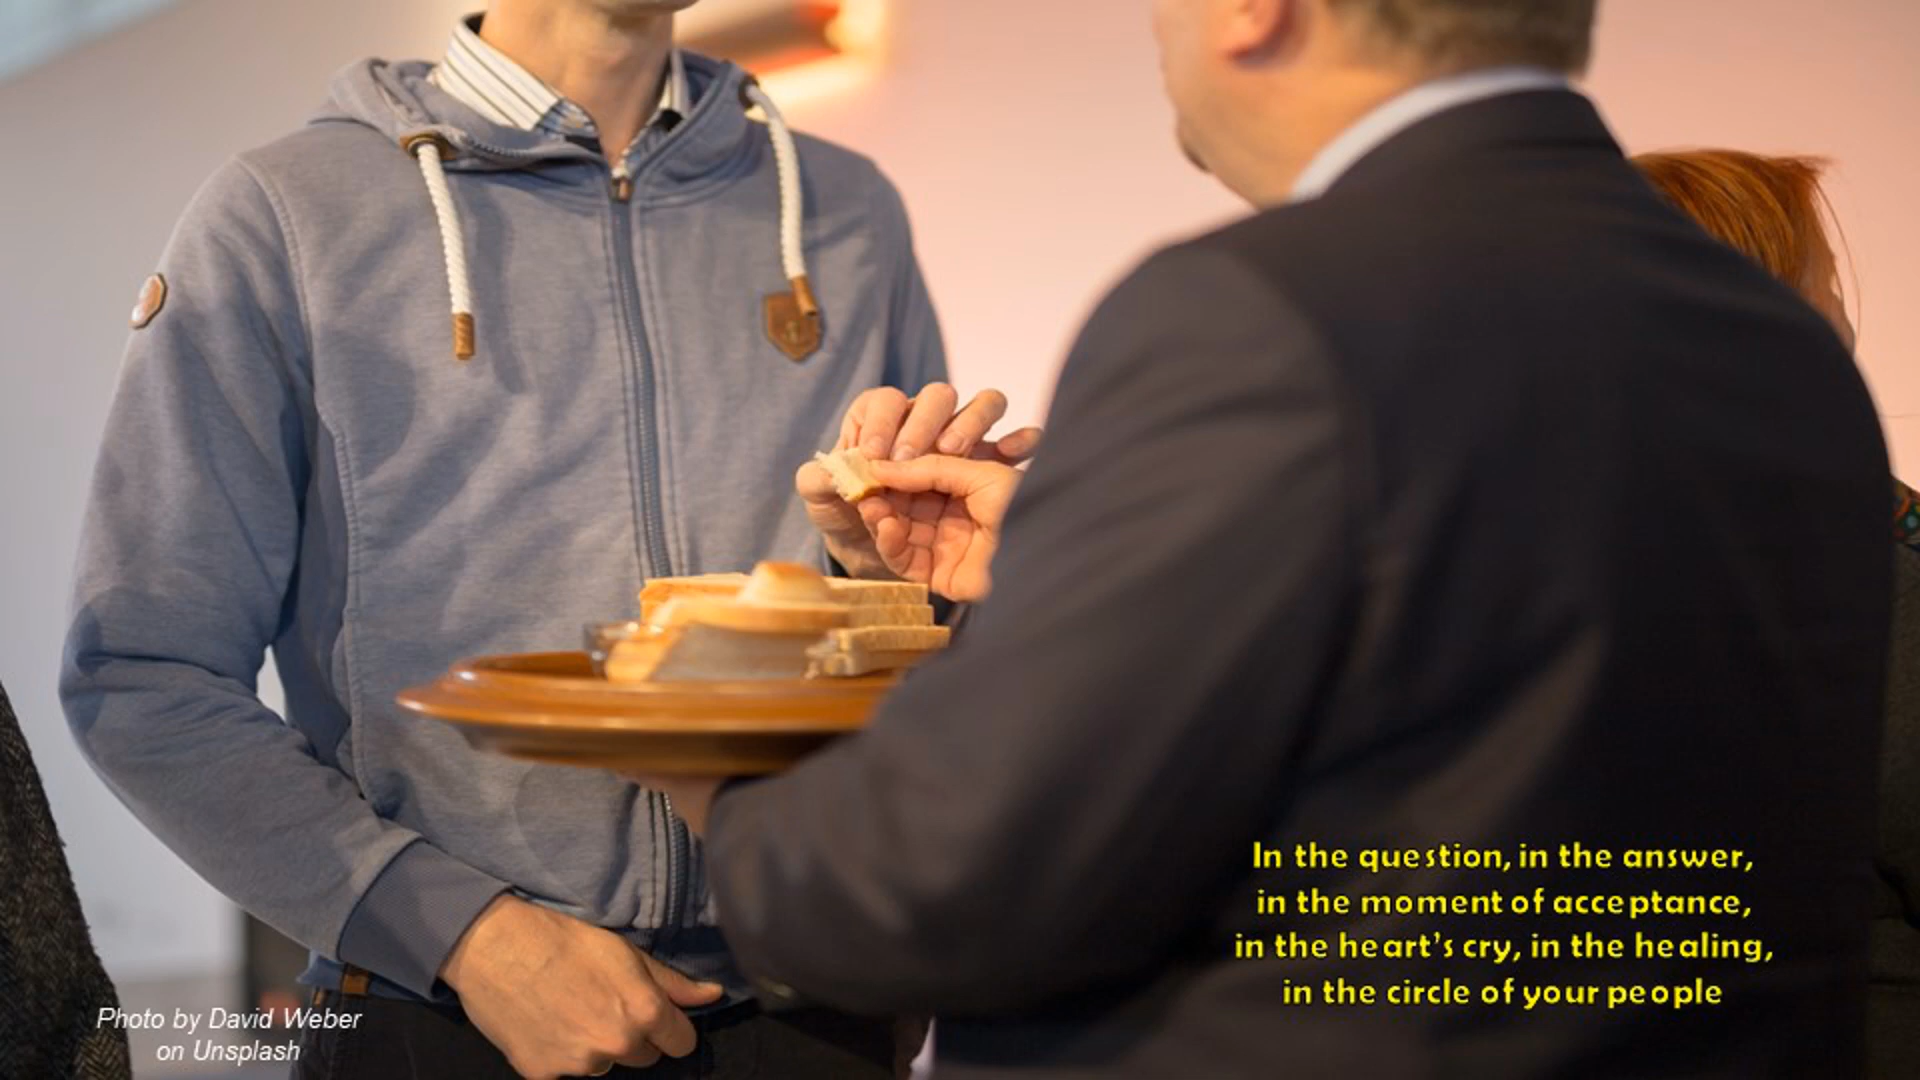 In the question, in the answer,
in the moment of acceptance,
in the heart's cry, in the healing,
in the circle of your people
Photo by David Weber
on Unsplash